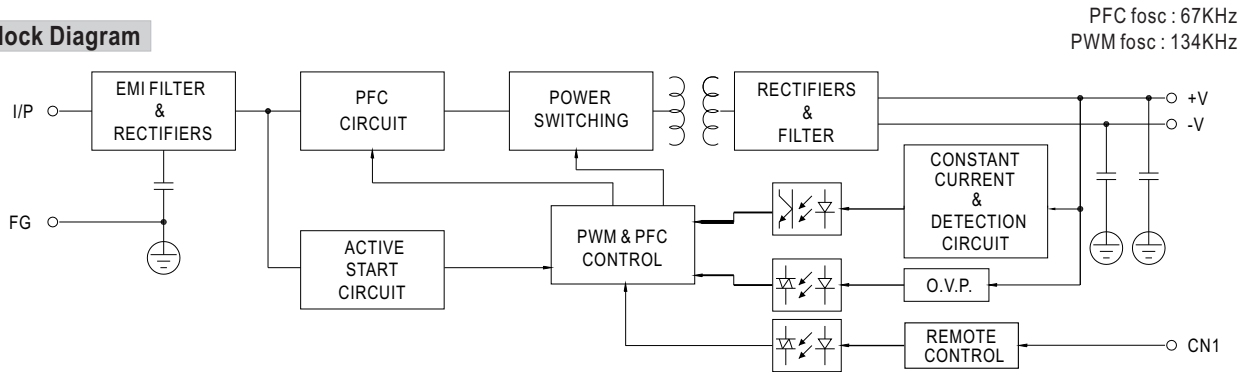 PFC fosc : 67KHz
PWM fosc : 134KHz
lock Diagram
I/P
EMI FILTER
&
RECTIFIERS
PFC
CIRCUIT
POWER
SWITCHING
RECTIFIERS
&
FILTER
+V
-V
CONSTANT
CURRENT
&
DETECTION
CIRCUIT
FG
ACTIVE
START
CIRCUIT
PWM & PFC
CONTROL
O.V.P.
REMOTE
CONTROL
CN1